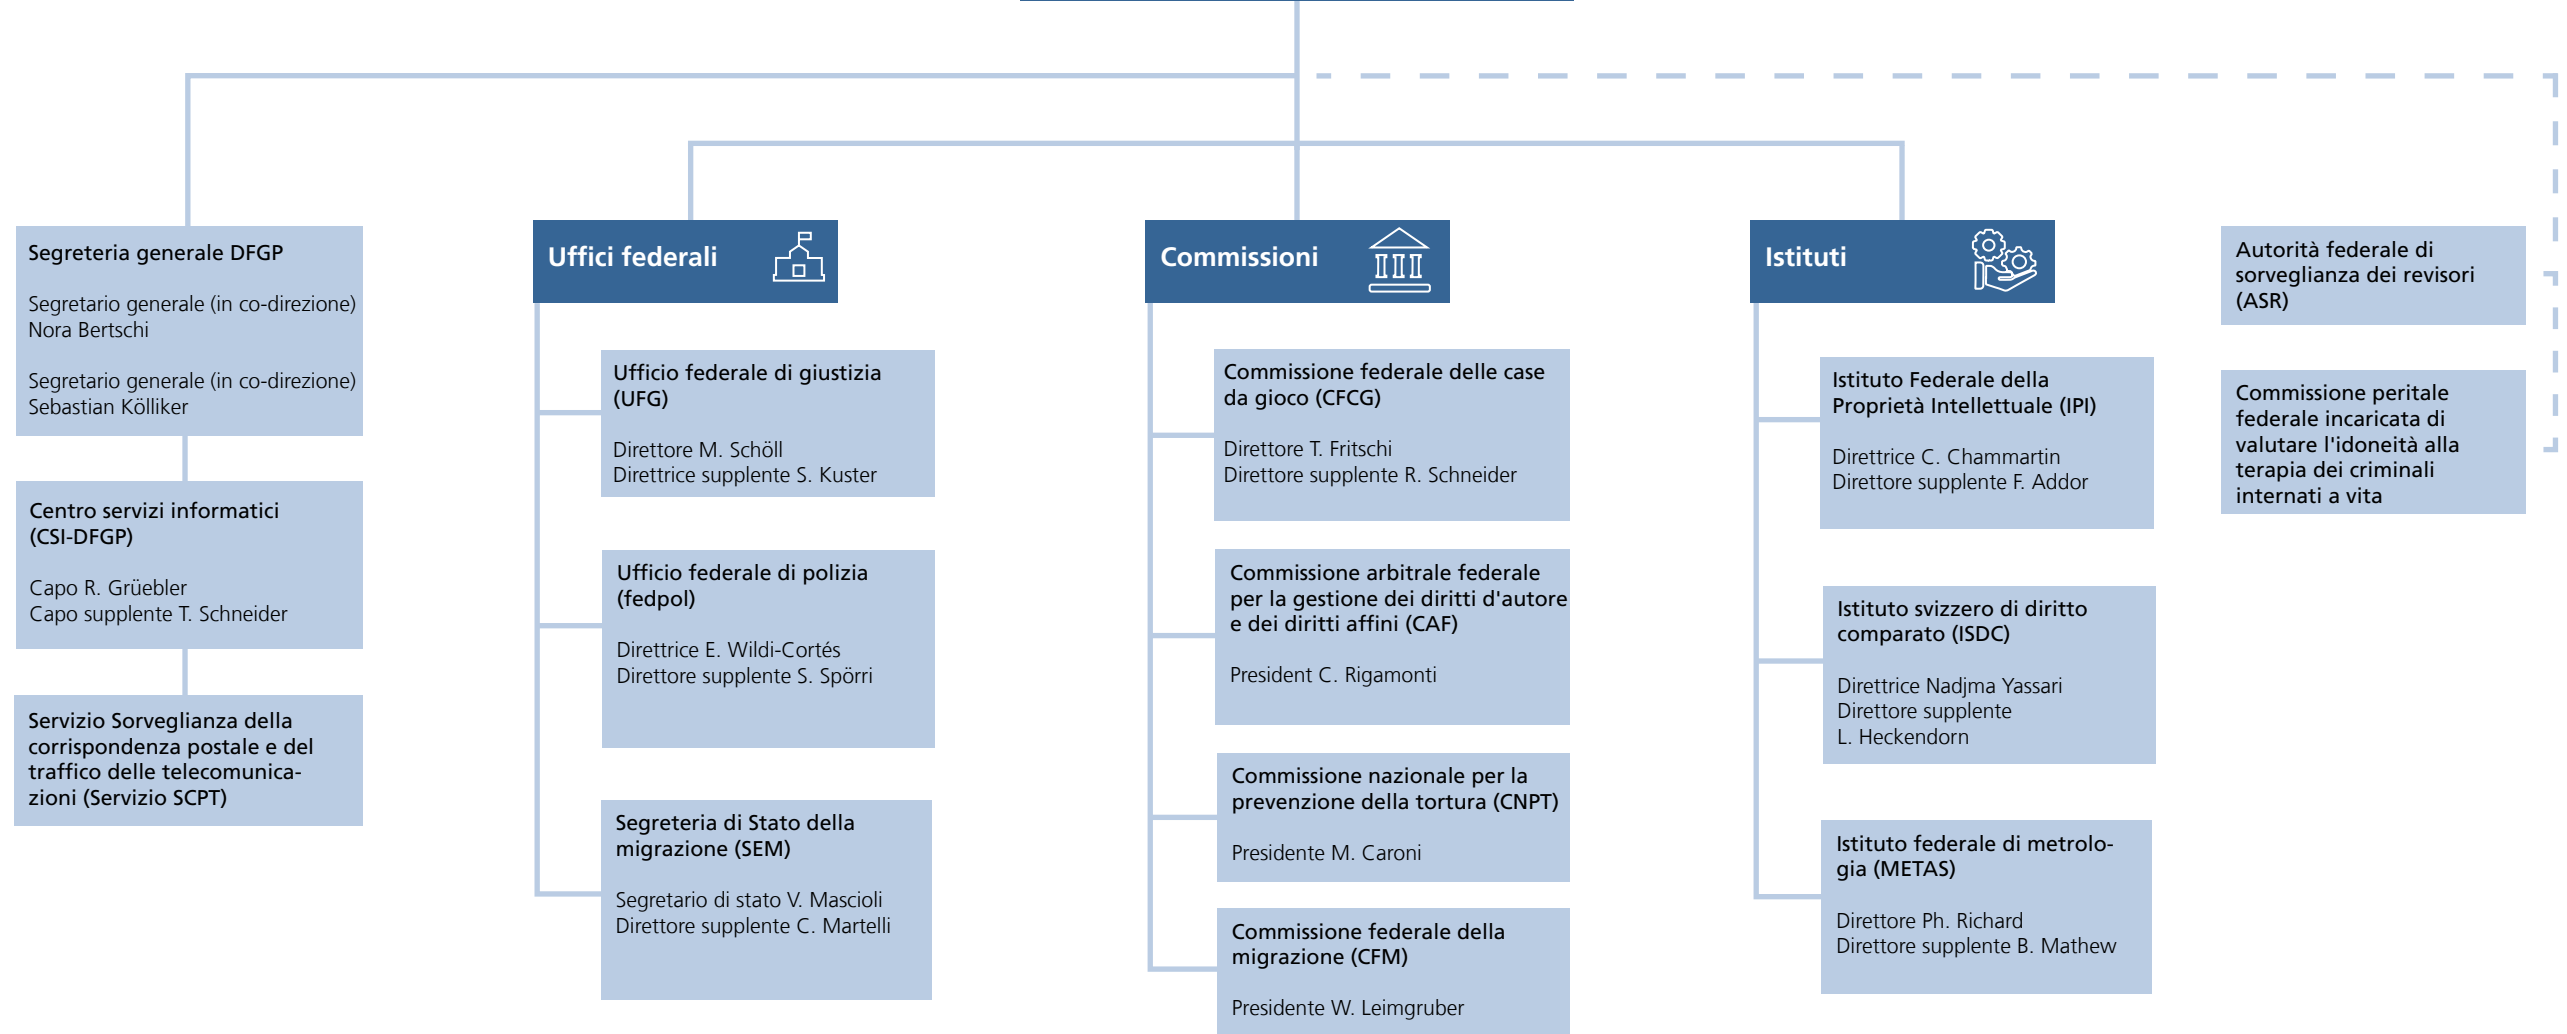 Segreteria generale DFGP
Segretario generale (in co-direzione)
Nora Bertschi
Segretario generale (in co-direzione)
Sebastian Kölliker
Centro servizi informatici
(CSI-DFGP)
Capo R. Grüebler
Capo supplente T. Schneider
Servizio Sorveglianza della
corrispondenza postale e del
traffico delle telecomunica-
zioni (Servizio SCPT)
Uffici federali
Ufficio federale di giustizia
(UFG)
Direttore M. Schöll
Direttrice supplente S. Kuster
Ufficio federale di polizia
(fedpol)
Direttrice E. Wildi-Cortés
Direttore supplente S. Spörri
Segreteria di Stato della
migrazione (SEM)
Segretario di stato V. Mascioli
Direttore supplente C. Martelli
Commissioni
Commissione federale delle case
da gioco (CFCG)
Direttore T. Fritschi
Direttore supplente R. Schneider
Commissione arbitrale federale
per la gestione dei diritti d'autore
e dei diritti affini (CAF)
President C. Rigamonti
Commissione nazionale per la
prevenzione della tortura (CNPT)
Presidente M. Caroni
Commissione federale della
migrazione (CFM)
Presidente W. Leimgruber
Istituti
Istituto Federale della
Proprietà Intellettuale (IPI)
Direttrice C. Chammartin
Direttore supplente F. Addor
Istituto svizzero di diritto
comparato (ISDC)
Direttrice Nadjma Yassari
Direttore supplente
L. Heckendorn
Istituto federale di metrolo-
gia (METAS)
Direttore Ph. Richard
Direttore supplente B. Mathew
Autorità federale di
sorveglianza dei revisori
(ASR)
Commissione peritale
federale incaricata di
valutare l'idoneità alla
terapia dei criminali
internati a vita